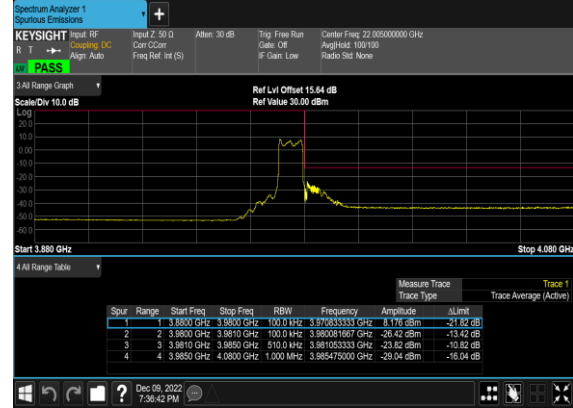 Spectrum Analyzer 1
Spurious Emissions
KEYSIGHT Input: RF Input Z: 50 Ω Atten: 30 dB Trig: Free Run Center Freq: 22.005000000 GHz
R T Coupling: DC Corr CCorr Gate: Off Avg|Hold: 100/100
Align: Auto Freq Ref: Int (S) IF Gain: Low Radio Std: None
LNI PASS
3 All Range Graph Ref Lvl Offset 15.64 dB
Scale/Div 10.0 dB Ref Value 30.00 dBm
Log
20.0
10.0
0.00
-10.0
-20.0
-30.0
-40.0
-50.0
-60.0
Start 3.880 GHz Stop 4.080 GHz
4 All Range Table
Measure Trace Trace 1
Trace Type Trace Average (Active)
Spur Range Start Freq Stop Freq RBW Frequency Amplitude ΔLimit
1 1 3.8800 GHz 3.9800 GHz 100.0 kHz 3.970833333 GHz 8.176 dBm -21.82 dB
2 2 3.9800 GHz 3.9810 GHz 100.0 kHz 3.980081667 GHz -26.42 dBm -13.42 dB
3 3 3.9810 GHz 3.9850 GHz 510.0 kHz 3.981053333 GHz -23.82 dBm -10.82 dB
4 4 3.9850 GHz 4.0800 GHz 1.000 MHz 3.985475000 GHz -29.04 dBm -16.04 dB
? Dec 09, 2022
7:36:42 PM